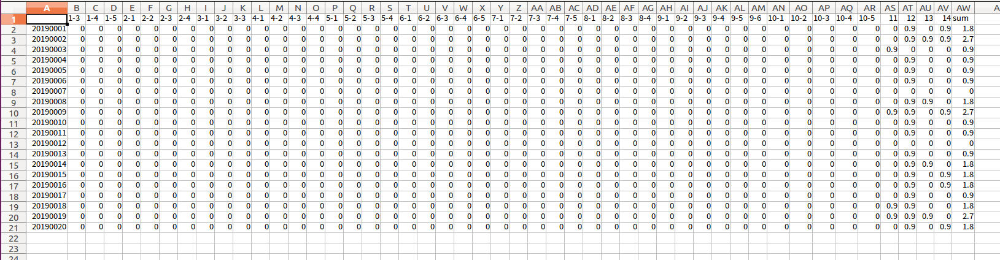 A B C D E F G H I J K L M N O P Q R S T U V W X Y Z AA AB AC AD AE AF AG AH AI AJ AK AL AM AN AO AP AQ AR AS AT AU AV AW A
1 1-3 1-4 1-5 2-1 2-2 2-3 2-4 3-1 3-2 3-3 4-1 4-2 4-3 4-4 5-1 5-2 5-3 5-4 6-1 6-2 6-3 6-4 6-5 7-1 7-2 7-3 7-4 7-5 8-1 8-2 8-3 8-4 9-1 9-2 9-3 9-4 9-5 9-6 10-1 10-2 10-3 10-4 10-5 11 12 13 14 sum
2 20190001 0 0 0 0 0 0 0 0 0 0 0 0 0 0 0 0 0 0 0 0 0 0 0 0 0 0 0 0 0 0 0 0 0 0 0 0 0 0 0 0 0 0 0 0 0.9 0 0.9 1.8
3 20190002 0 0 0 0 0 0 0 0 0 0 0 0 0 0 0 0 0 0 0 0 0 0 0 0 0 0 0 0 0 0 0 0 0 0 0 0 0 0 0 0 0 0 0 0 0.9 0.9 0.9 2.7
4 20190003 0 0 0 0 0 0 0 0 0 0 0 0 0 0 0 0 0 0 0 0 0 0 0 0 0 0 0 0 0 0 0 0 0 0 0 0 0 0 0 0 0 0 0 0.9 0 0 0 0.9
5 20190004 0 0 0 0 0 0 0 0 0 0 0 0 0 0 0 0 0 0 0 0 0 0 0 0 0 0 0 0 0 0 0 0 0 0 0 0 0 0 0 0 0 0 0 0 0.9 0 0 0.9
6 20190005 0 0 0 0 0 0 0 0 0 0 0 0 0 0 0 0 0 0 0 0 0 0 0 0 0 0 0 0 0 0 0 0 0 0 0 0 0 0 0 0 0 0 0 0 0.9 0 0 0.9
7 20190006 0 0 0 0 0 0 0 0 0 0 0 0 0 0 0 0 0 0 0 0 0 0 0 0 0 0 0 0 0 0 0 0 0 0 0 0 0 0 0 0 0 0 0 0 0.9 0 0 0.9
8 20190007 0 0 0 0 0 0 0 0 0 0 0 0 0 0 0 0 0 0 0 0 0 0 0 0 0 0 0 0 0 0 0 0 0 0 0 0 0 0 0 0 0 0 0 0 0 0 0 0
9 20190008 0 0 0 0 0 0 0 0 0 0 0 0 0 0 0 0 0 0 0 0 0 0 0 0 0 0 0 0 0 0 0 0 0 0 0 0 0 0 0 0 0 0 0 0 0.9 0.9 0 1.8
10 20190009 0 0 0 0 0 0 0 0 0 0 0 0 0 0 0 0 0 0 0 0 0 0 0 0 0 0 0 0 0 0 0 0 0 0 0 0 0 0 0 0 0 0 0 0.9 0.9 0 0.9 2.7
11 20190010 0 0 0 0 0 0 0 0 0 0 0 0 0 0 0 0 0 0 0 0 0 0 0 0 0 0 0 0 0 0 0 0 0 0 0 0 0 0 0 0 0 0 0 0 0.9 0 0 0.9
12 20190011 0 0 0 0 0 0 0 0 0 0 0 0 0 0 0 0 0 0 0 0 0 0 0 0 0 0 0 0 0 0 0 0 0 0 0 0 0 0 0 0 0 0 0 0 0.9 0 0 0.9
13 20190012 0 0 0 0 0 0 0 0 0 0 0 0 0 0 0 0 0 0 0 0 0 0 0 0 0 0 0 0 0 0 0 0 0 0 0 0 0 0 0 0 0 0 0 0 0 0 0 0
14 20190013 0 0 0 0 0 0 0 0 0 0 0 0 0 0 0 0 0 0 0 0 0 0 0 0 0 0 0 0 0 0 0 0 0 0 0 0 0 0 0 0 0 0 0 0 0.9 0 0 0.9
15 20190014 0 0 0 0 0 0 0 0 0 0 0 0 0 0 0 0 0 0 0 0 0 0 0 0 0 0 0 0 0 0 0 0 0 0 0 0 0 0 0 0 0 0 0 0 0.9 0.9 0 1.8
16 20190015 0 0 0 0 0 0 0 0 0 0 0 0 0 0 0 0 0 0 0 0 0 0 0 0 0 0 0 0 0 0 0 0 0 0 0 0 0 0 0 0 0 0 0 0 0.9 0 0.9 1.8
17 20190016 0 0 0 0 0 0 0 0 0 0 0 0 0 0 0 0 0 0 0 0 0 0 0 0 0 0 0 0 0 0 0 0 0 0 0 0 0 0 0 0 0 0 0 0 0.9 0 0.9 1.8
18 20190017 0 0 0 0 0 0 0 0 0 0 0 0 0 0 0 0 0 0 0 0 0 0 0 0 0 0 0 0 0 0 0 0 0 0 0 0 0 0 0 0 0 0 0 0 0.9 0 0 0.9
19 20190018 0 0 0 0 0 0 0 0 0 0 0 0 0 0 0 0 0 0 0 0 0 0 0 0 0 0 0 0 0 0 0 0 0 0 0 0 0 0 0 0 0 0 0 0.9 0.9 0 0 1.8
20 20190019 0 0 0 0 0 0 0 0 0 0 0 0 0 0 0 0 0 0 0 0 0 0 0 0 0 0 0 0 0 0 0 0 0 0 0 0 0 0 0 0 0 0 0 0.9 0.9 0.9 0 2.7
21 20190020 0 0 0 0 0 0 0 0 0 0 0 0 0 0 0 0 0 0 0 0 0 0 0 0 0 0 0 0 0 0 0 0 0 0 0 0 0 0 0 0 0 0 0 0 0.9 0 0.9 1.8
22
23
24